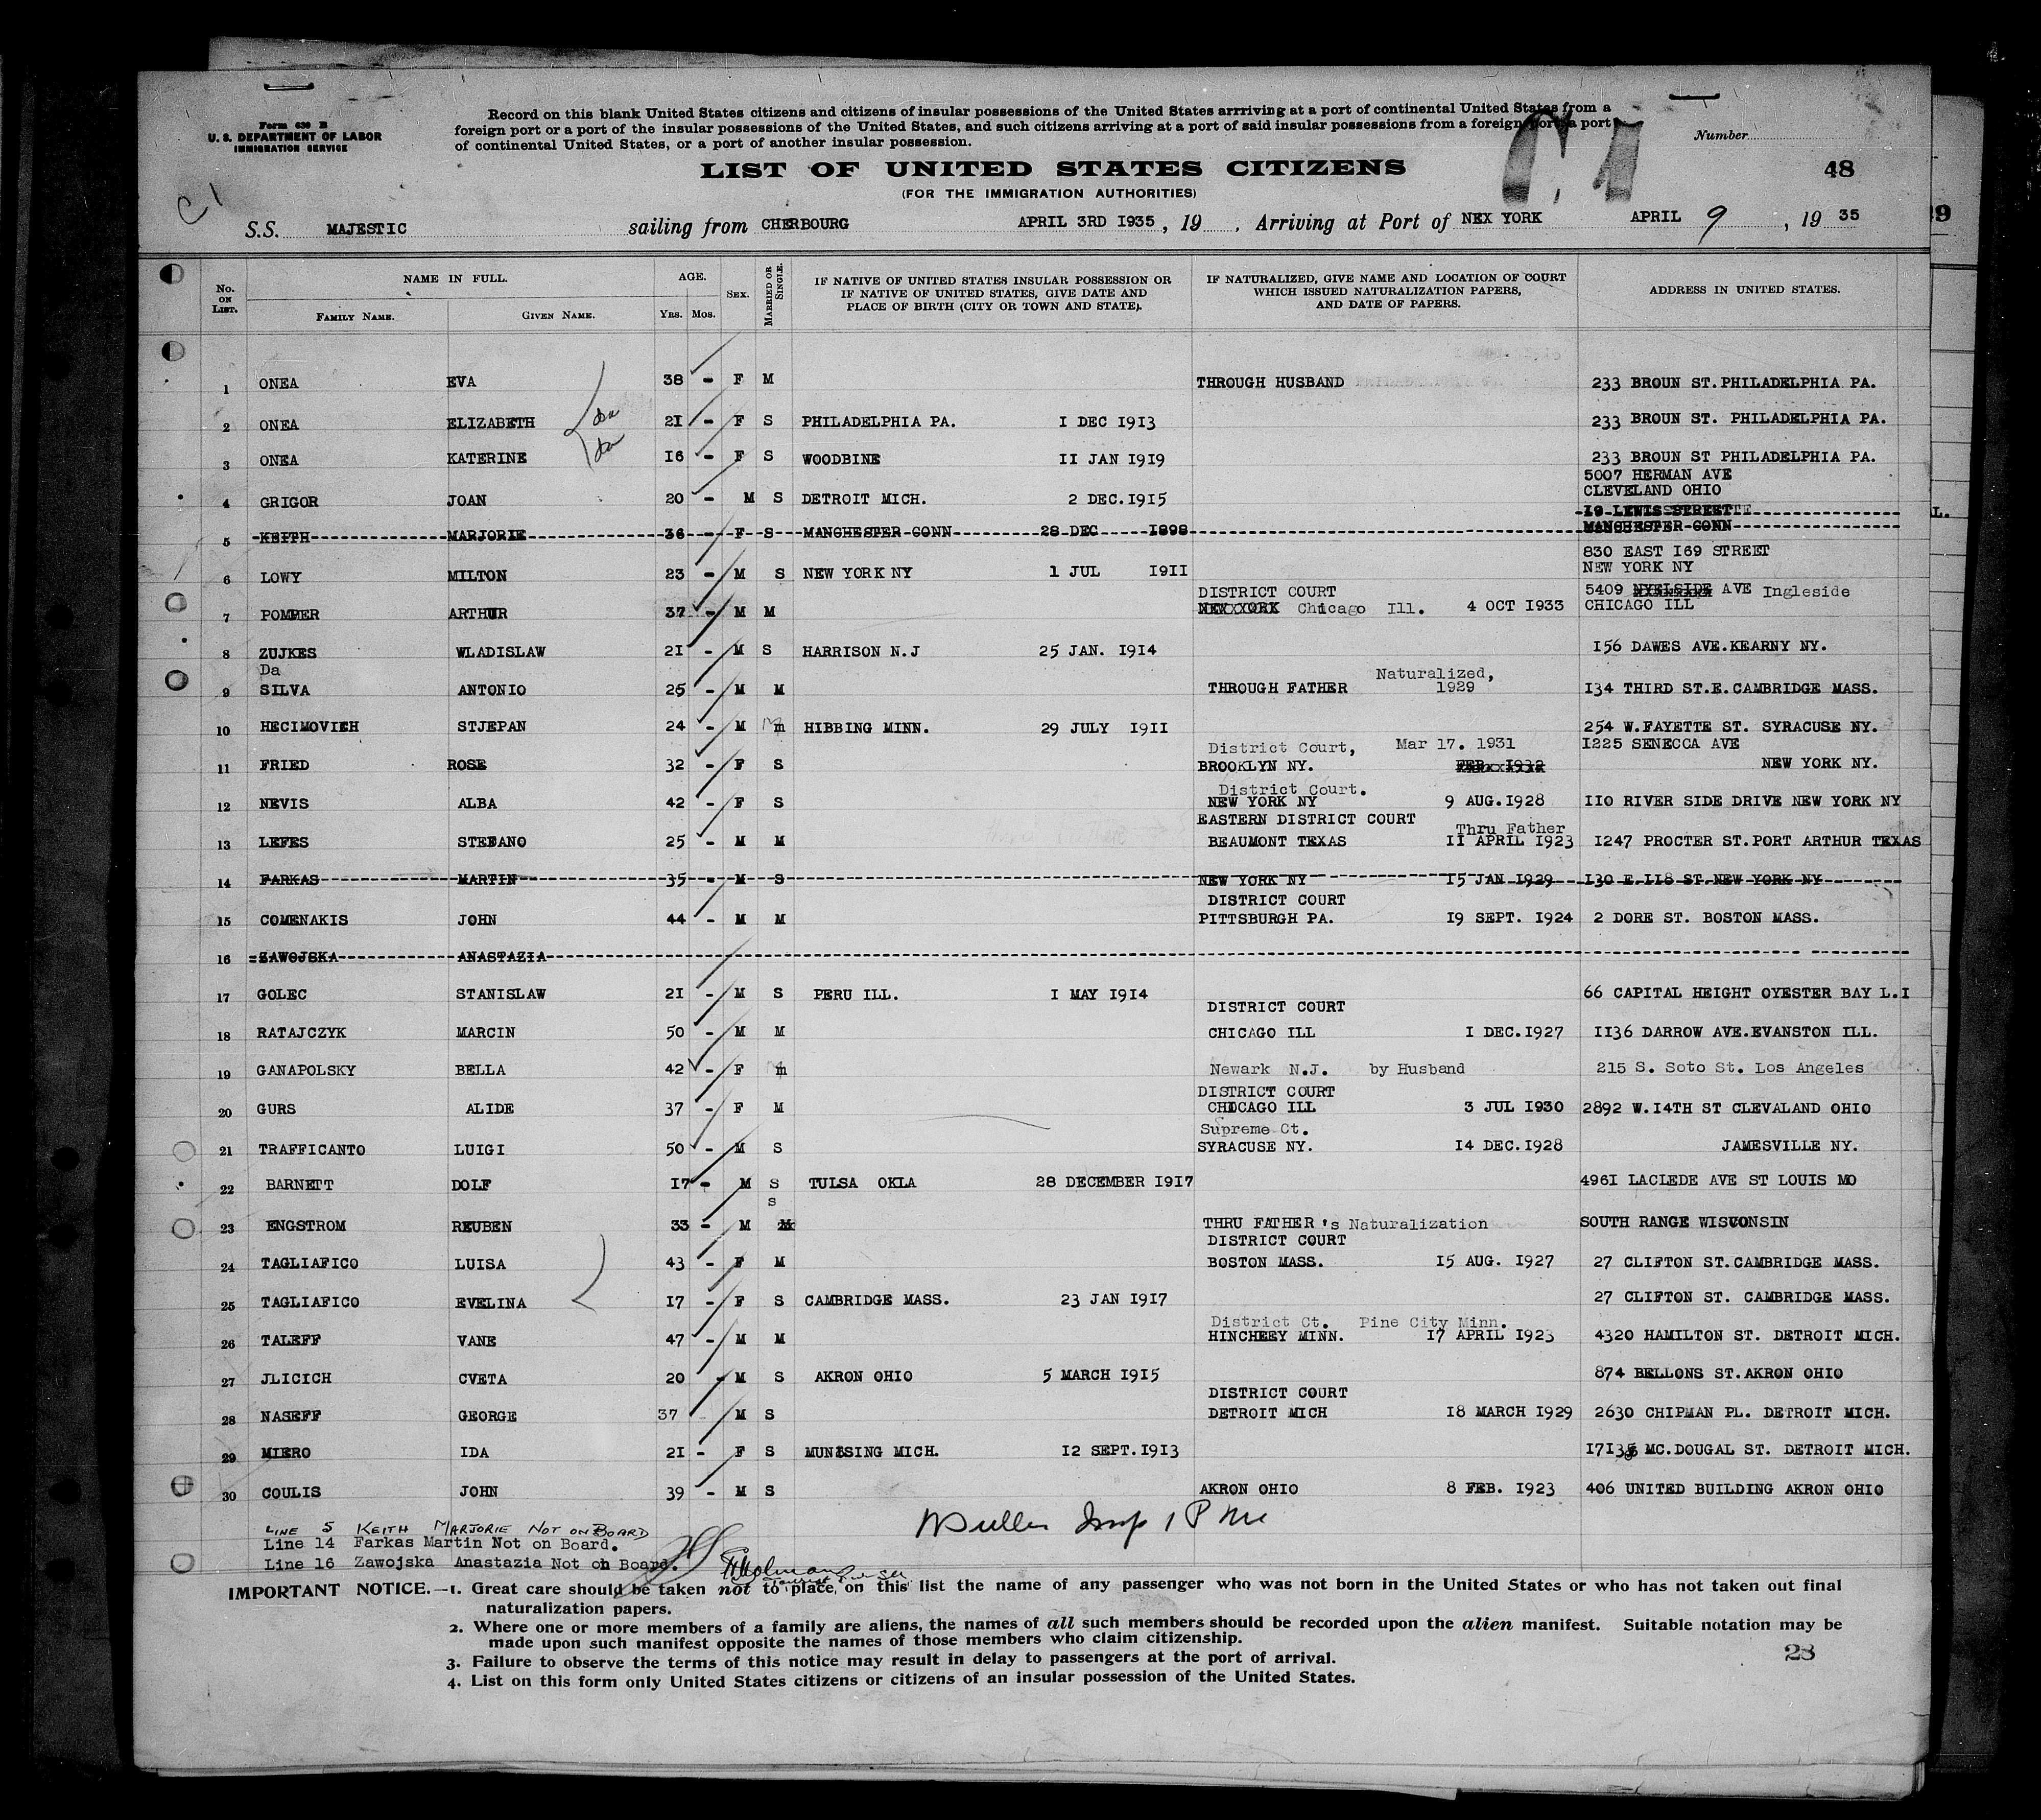 Form 630 B
U. S. DEPARTMENT OF LABOR
IMMIGRATION SERVICE
Record on this blank United States citizens and citizens of insular possessions of the United States arrriving at a port of continental United States from a
foreign port or a port of the insular possessions of the United States, and such citizens arriving at a port of said insular possessions from a foreign port, a port
of continental United States, or a port of another insular possession.
Number
LIST OF UNITED STATES CITIZENS
48
(FOR THE IMMIGRATION AUTHORITIES)
C1
S.S. MAJESTIC sailing from CHERBOURG APRIL 3RD 1935, 19 , Arriving at Port of NEX YORK APRIL 9, 19 35
No. ON LIST. NAME IN FULL. FAMILY NAME. GIVEN NAME. AGE. YRS. MOS. SEX. MARRIED OR SINGLE.
IF NATIVE OF UNITED STATES INSULAR POSSESSION OR
IF NATIVE OF UNITED STATES, GIVE DATE AND
PLACE OF BIRTH (CITY OR TOWN AND STATE).
IF NATURALIZED, GIVE NAME AND LOCATION OF COURT
WHICH ISSUED NATURALIZATION PAPERS,
AND DATE OF PAPERS.
ADDRESS IN UNITED STATES.
1 ONEA EVA 38 - F M THROUGH HUSBAND 233 BROUN ST. PHILADELPHIA PA.
2 ONEA ELIZABETH da 21 - F S PHILADELPHIA PA. 1 DEC 1913 233 BROUN ST. PHILADELPHIA PA.
3 ONEA KATERINE da 16 - F S WOODBINE 11 JAN 1919 233 BROUN ST PHILADELPHIA PA.
5007 HERMAN AVE
4 GRIGOR JOAN 20 - M S DETROIT MICH. 2 DEC.1915 CLEVELAND OHIO
19 LEWIS STREET
5 KEITH MARJORIE 36 - F S MANCHESTER CONN 28 DEC 1898 MANCHESTER CONN
830 EAST 169 STREET
6 LOWY MILTON 23 - M S NEW YORK NY 1 JUL 1911 NEW YORK NY
DISTRICT COURT 5409 AVE Ingleside
7 POMPER ARTHUR 37 - M M NEX YORK Chicago Ill. 4 OCT 1933 CHICAGO ILL
8 ZUJKES WLADISLAW 21 - M S HARRISON N.J 25 JAN. 1914 156 DAWES AVE. KEARNY NY.
Da Naturalized,
9 SILVA ANTONIO 25 - M M THROUGH FATHER 1929 134 THIRD ST.E. CAMBRIDGE MASS.
10 HECIMOVICH STJEPAN 24 - M m HIBBING MINN. 29 JULY 1911 254 W.FAYETTE ST. SYRACUSE NY.
District Court, Mar 17. 1931 1225 SENECCA AVE
11 FRIED ROSE 32 - F S BROOKLYN NY. FEB. 1932 NEW YORK NY.
District Court.
12 NEVIS ALBA 42 - F S NEW YORK NY 9 AUG.1928 110 RIVER SIDE DRIVE NEW YORK NY
EASTERN DISTRICT COURT Thru Father
13 LEFES STEFANO 25 - M M BEAUMONT TEXAS 11 APRIL 1923 1247 PROCTER ST. PORT ARTHUR TEXAS
14 FARKAS MARTIN 35 - M S NEW YORK NY 15 JAN 1929 130 E.118 ST.NEW YORK NY
DISTRICT COURT
15 COMENAKIS JOHN 44 - M M PITTSBURGH PA. 19 SEPT. 1924 2 DORE ST. BOSTON MASS.
16 ZAWOJSKA ANASTAZIA
17 GOLEC STANISLAW 21 - M S PERU ILL. 1 MAY 1914 66 CAPITAL HEIGHT OYESTER BAY L.I
DISTRICT COURT
18 RATAJCZYK MARCIN 50 - M M CHICAGO ILL 1 DEC.1927 1136 DARROW AVE.EVANSTON ILL.
19 GANAPOLSKY BELLA 42 - F m Newark N.J. by Husband 215 S. Soto St. Los Angeles
DISTRICT COURT
20 GURS ALIDE 37 - F M CHICAGO ILL 3 JUL 1930 2892 W.14TH ST CLEVALAND OHIO
Supreme Ct.
21 TRAFFICANTO LUIGI 50 - M S SYRACUSE NY. 14 DEC.1928 JAMESVILLE NY.
22 BARNETT DOLF 17 - M S TULSA OKLA 28 DECEMBER 1917 4961 LACLEDE AVE ST LOUIS MO
S
23 ENGSTROM REUBEN 33 - M M THRU FATHER's Naturalization SOUTH RANGE WISCONSIN
DISTRICT COURT
24 TAGLIAFICO LUISA 43 - F M BOSTON MASS. 15 AUG. 1927 27 CLIFTON ST. CAMBRIDGE MASS.
25 TAGLIAFICO EVELINA 17 - F S CAMBRIDGE MASS. 23 JAN 1917 27 CLIFTON ST. CAMBRIDGE MASS.
District Ct. Pine City Minn.
26 TALEFF VANE 47 - M M HINCHEEY MINN. 17 APRIL 1923 4320 HAMILTON ST. DETROIT MICH.
27 JLICICH CVETA 20 - M S AKRON OHIO 5 MARCH 1915 874 BELLONS ST. AKRON OHIO
DISTRICT COURT
28 NASEFF GEORGE 37 M S DETROIT MICH 18 MARCH 1929 2630 CHIPMAN PL. DETROIT MICH.
29 MIERO IDA 21 - F S MUNISING MICH. 12 SEPT.1913 17135 MC.DOUGAL ST. DETROIT MICH.
30 COULIS JOHN 39 - M S AKRON OHIO 8 FEB. 1923 406 UNITED BUILDING AKRON OHIO
LINE 5 KEITH MARJORIE NOT ON BOARD
Line 14 Farkas Martin Not on Board.
Line 16 Zawojska Anastazia Not on Board.
IMPORTANT NOTICE.—1. Great care should be taken not to place, on this list the name of any passenger who was not born in the United States or who has not taken out final
naturalization papers.
2. Where one or more members of a family are aliens, the names of all such members should be recorded upon the alien manifest. Suitable notation may be
made upon such manifest opposite the names of those members who claim citizenship.
3. Failure to observe the terms of this notice may result in delay to passengers at the port of arrival.
4. List on this form only United States citizens or citizens of an insular possession of the United States.
28